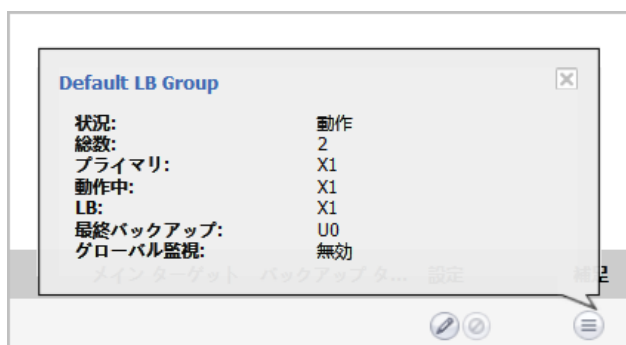 Default LB Group
状況: 動作
総数: 2
プライマリ: X1
動作中: X1
LB: X1
最終バックアップ: U0
グローバル監視: 無効
メイン ターゲット バックアップ タ... 設定 補足